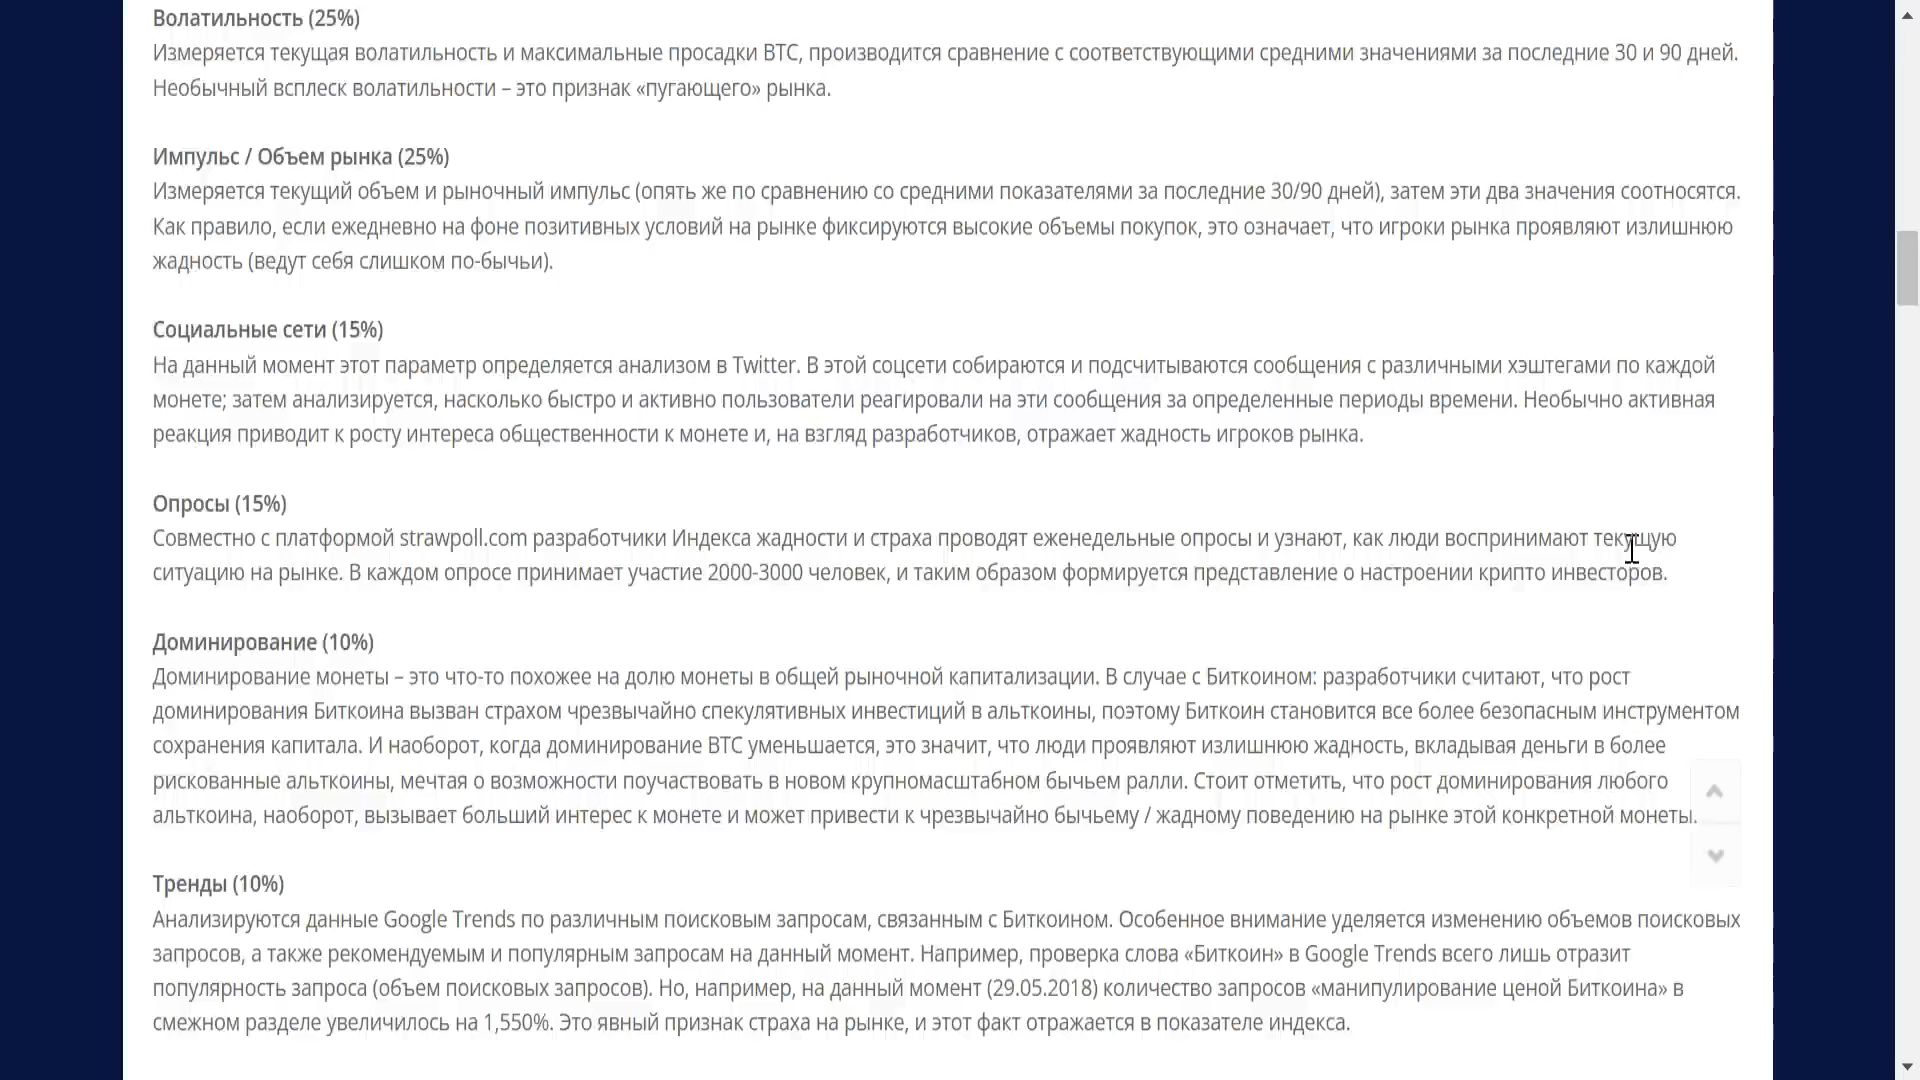 Волатильность (25%)
Измеряется текущая волатильность и максимальные просадки BTC, производится сравнение с соответствующими средними значениями за последние 30 и 90 дней.
Необычный всплеск волатильности – это признак «пугающего» рынка.
Импульс / Объем рынка (25%)
Измеряется текущий объем и рыночный импульс (опять же по сравнению со средними показателями за последние 30/90 дней), затем эти два значения соотносятся.
Как правило, если ежедневно на фоне позитивных условий на рынке фиксируются высокие объемы покупок, это означает, что игроки рынка проявляют излишнюю
жадность (ведут себя слишком по-бычьи).
Социальные сети (15%)
На данный момент этот параметр определяется анализом в Twitter. В этой соцсети собираются и подсчитываются сообщения с различными хэштегами по каждой
монете; затем анализируется, насколько быстро и активно пользователи реагировали на эти сообщения за определенные периоды времени. Необычно активная
реакция приводит к росту интереса общественности к монете и, на взгляд разработчиков, отражает жадность игроков рынка.
Опросы (15%)
Совместно с платформой strawpoll.com разработчики Индекса жадности и страха проводят еженедельные опросы и узнают, как люди воспринимают текущую
ситуацию на рынке. В каждом опросе принимает участие 2000-3000 человек, и таким образом формируется представление о настроении крипто инвесторов.
Доминирование (10%)
Доминирование монеты – это что-то похожее на долю монеты в общей рыночной капитализации. В случае с Биткоином: разработчики считают, что рост
доминирования Биткоина вызван страхом чрезвычайно спекулятивных инвестиций в альткоины, поэтому Биткоин становится все более безопасным инструментом
сохранения капитала. И наоборот, когда доминирование BTC уменьшается, это значит, что люди проявляют излишнюю жадность, вкладывая деньги в более
рискованные альткоины, мечтая о возможности поучаствовать в новом крупномасштабном бычьем ралли. Стоит отметить, что рост доминирования любого
альткоина, наоборот, вызывает больший интерес к монете и может привести к чрезвычайно бычьему / жадному поведению на рынке этой конкретной монеты.
Тренды (10%)
Анализируются данные Google Trends по различным поисковым запросам, связанным с Биткоином. Особенное внимание уделяется изменению объемов поисковых
запросов, а также рекомендуемым и популярным запросам на данный момент. Например, проверка слова «Биткоин» в Google Trends всего лишь отразит
популярность запроса (объем поисковых запросов). Но, например, на данный момент (29.05.2018) количество запросов «манипулирование ценой Биткоина» в
смежном разделе увеличилось на 1,550%. Это явный признак страха на рынке, и этот факт отражается в показателе индекса.